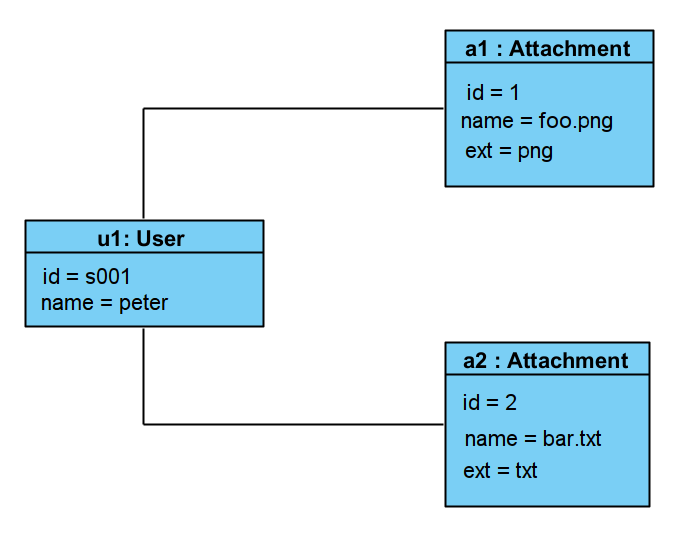 a1 : Attachment
id = 1
name = foo.png
ext = png
u1: User
id = s001
name = peter
a2 : Attachment
id = 2
name = bar.txt
ext = txt